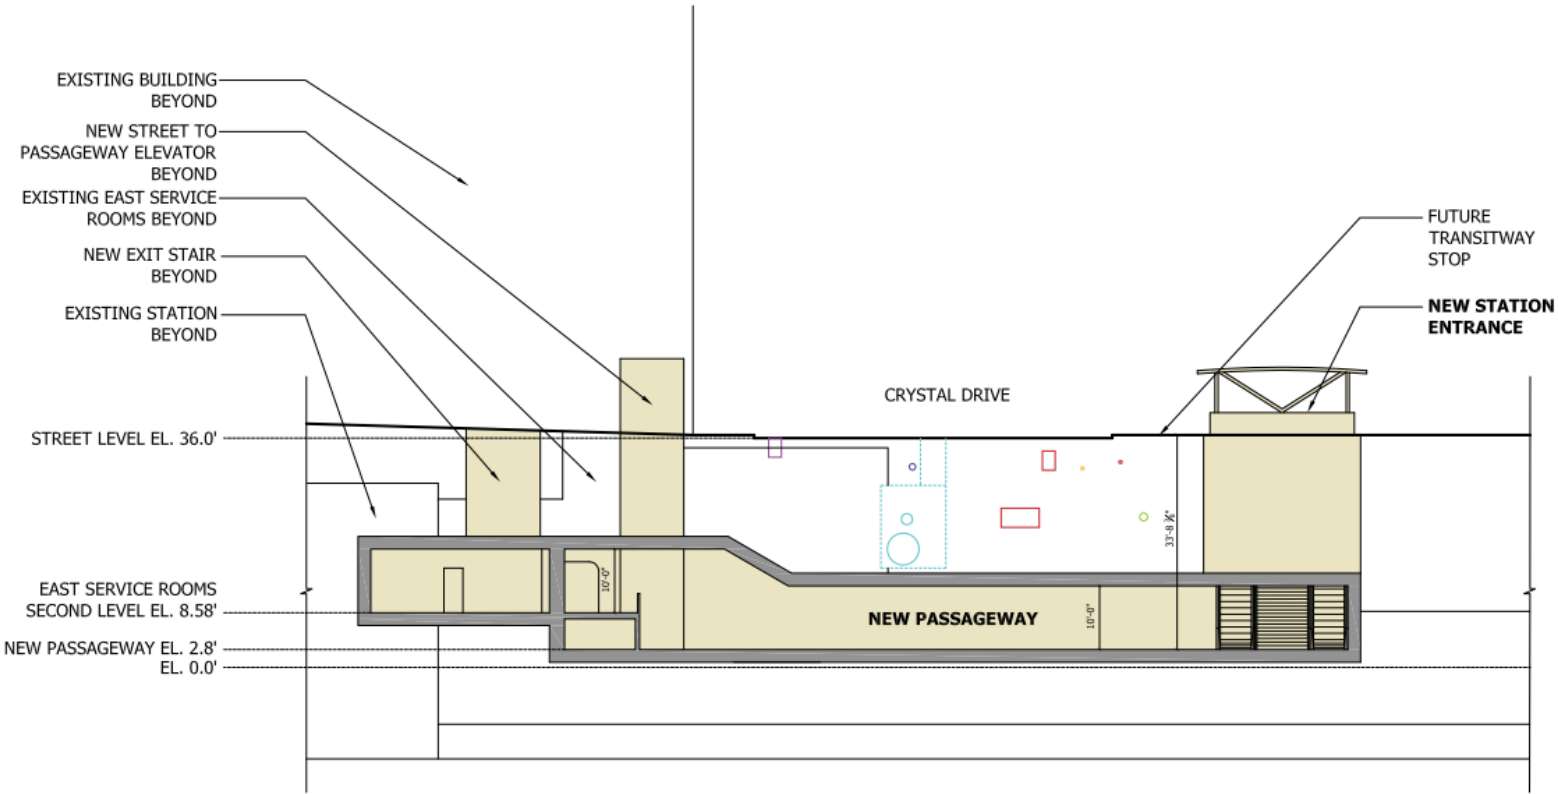 EXISTING BUILDING
BEYOND
NEW STREET TO
PASSAGEWAY ELEVATOR
BEYOND
EXISTING EAST SERVICE
ROOMS BEYOND
NEW EXIT STAIR
BEYOND
EXISTING STATION
BEYOND
STREET LEVEL EL. 36.0'
EAST SERVICE ROOMS
SECOND LEVEL EL. 8.58'
NEW PASSAGEWAY EL. 2.8'
EL. 0.0'
10'-0"
CRYSTAL DRIVE
NEW PASSAGEWAY
10'-0"
33'-8
FUTURE
TRANSITWAY
STOP
NEW STATION
ENTRANCE